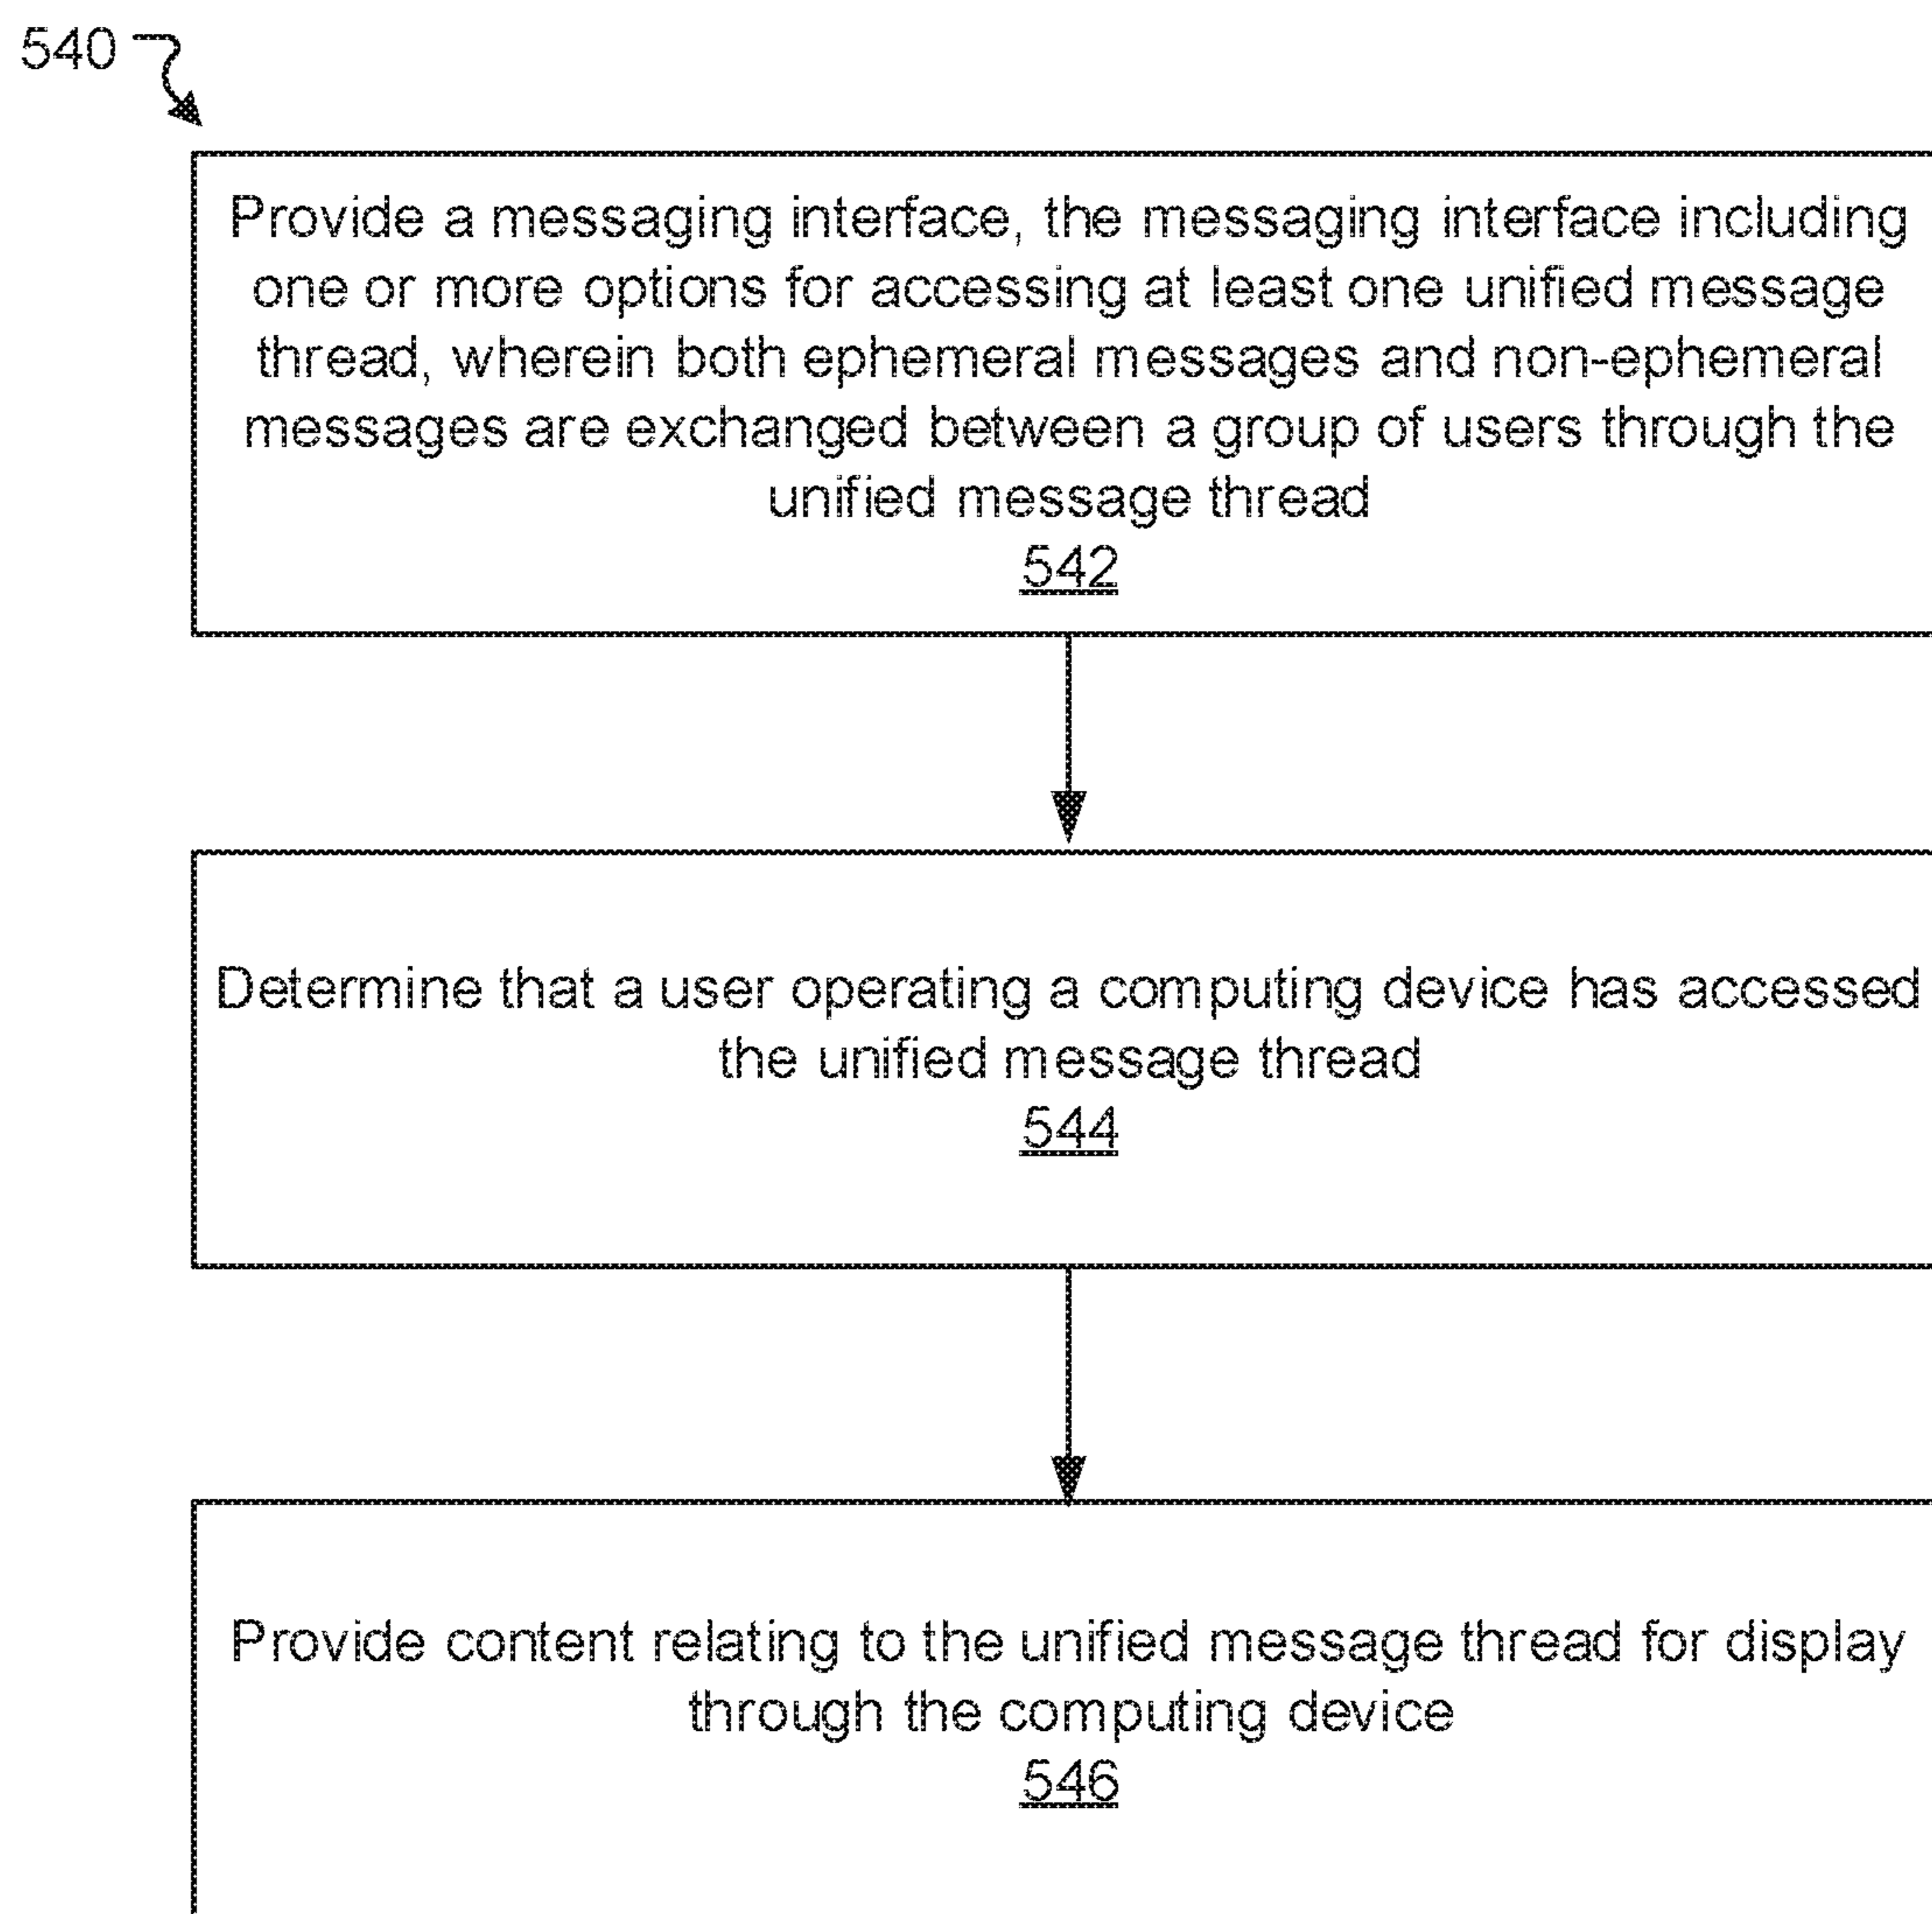 540
Provide a messaging interface, the messaging interface including
one or more options for accessing at least one unified message
thread, wherein both ephemeral messages and non-ephemeral
messages are exchanged between a group of users through the
unified message thread
542
Determine that a user operating a computing device has accessed
the unified message thread
544
Provide content relating to the unified message thread for display
through the computing device
546